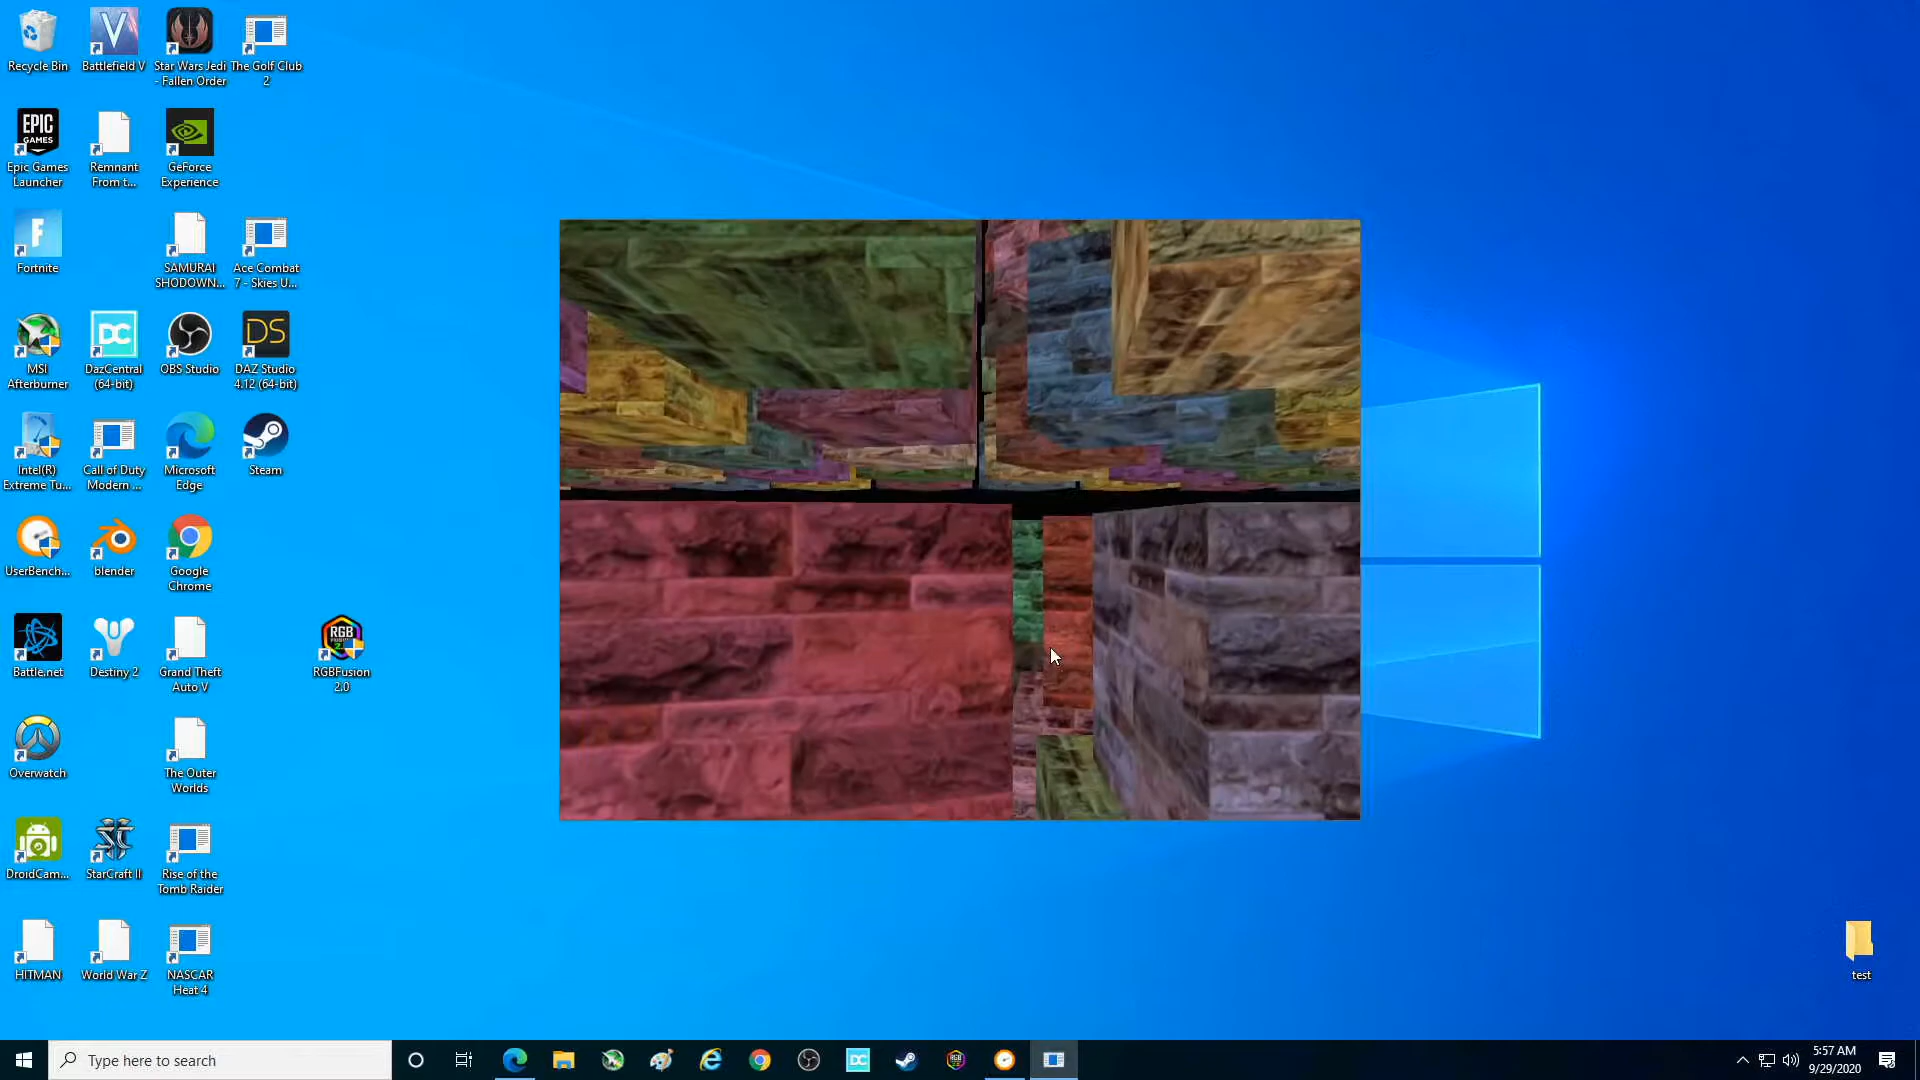 Recycle Bin
Battlefield V
Star Wars Jedi
- Fallen Order
The Golf Club
2
EPIC
GAMES
Epic Games
Launcher
Remnant
From t...
GeForce
Experience
F
Fortnite
SAMURAI
SHODOWN...
Ace Combat
7 - Skies U...
MSI
Afterburner
DC
DazCentral
(64-bit)
OBS Studio
DS
DAZ Studio
4.12 (64-bit)
Intel(R)
Extreme Tu...
Call of Duty
Modern ...
Microsoft
Edge
Steam
UserBench...
blender
Google
Chrome
Battle.net
Destiny 2
Grand Theft
Auto V
RGB
RGBFusion
2.0
Overwatch
The Outer
Worlds
DroidCam...
StarCraft II
Rise of the
Tomb Raider
HITMAN
World War Z
NASCAR
Heat 4
test
Type here to search
DC
5:57 AM
9/29/2020